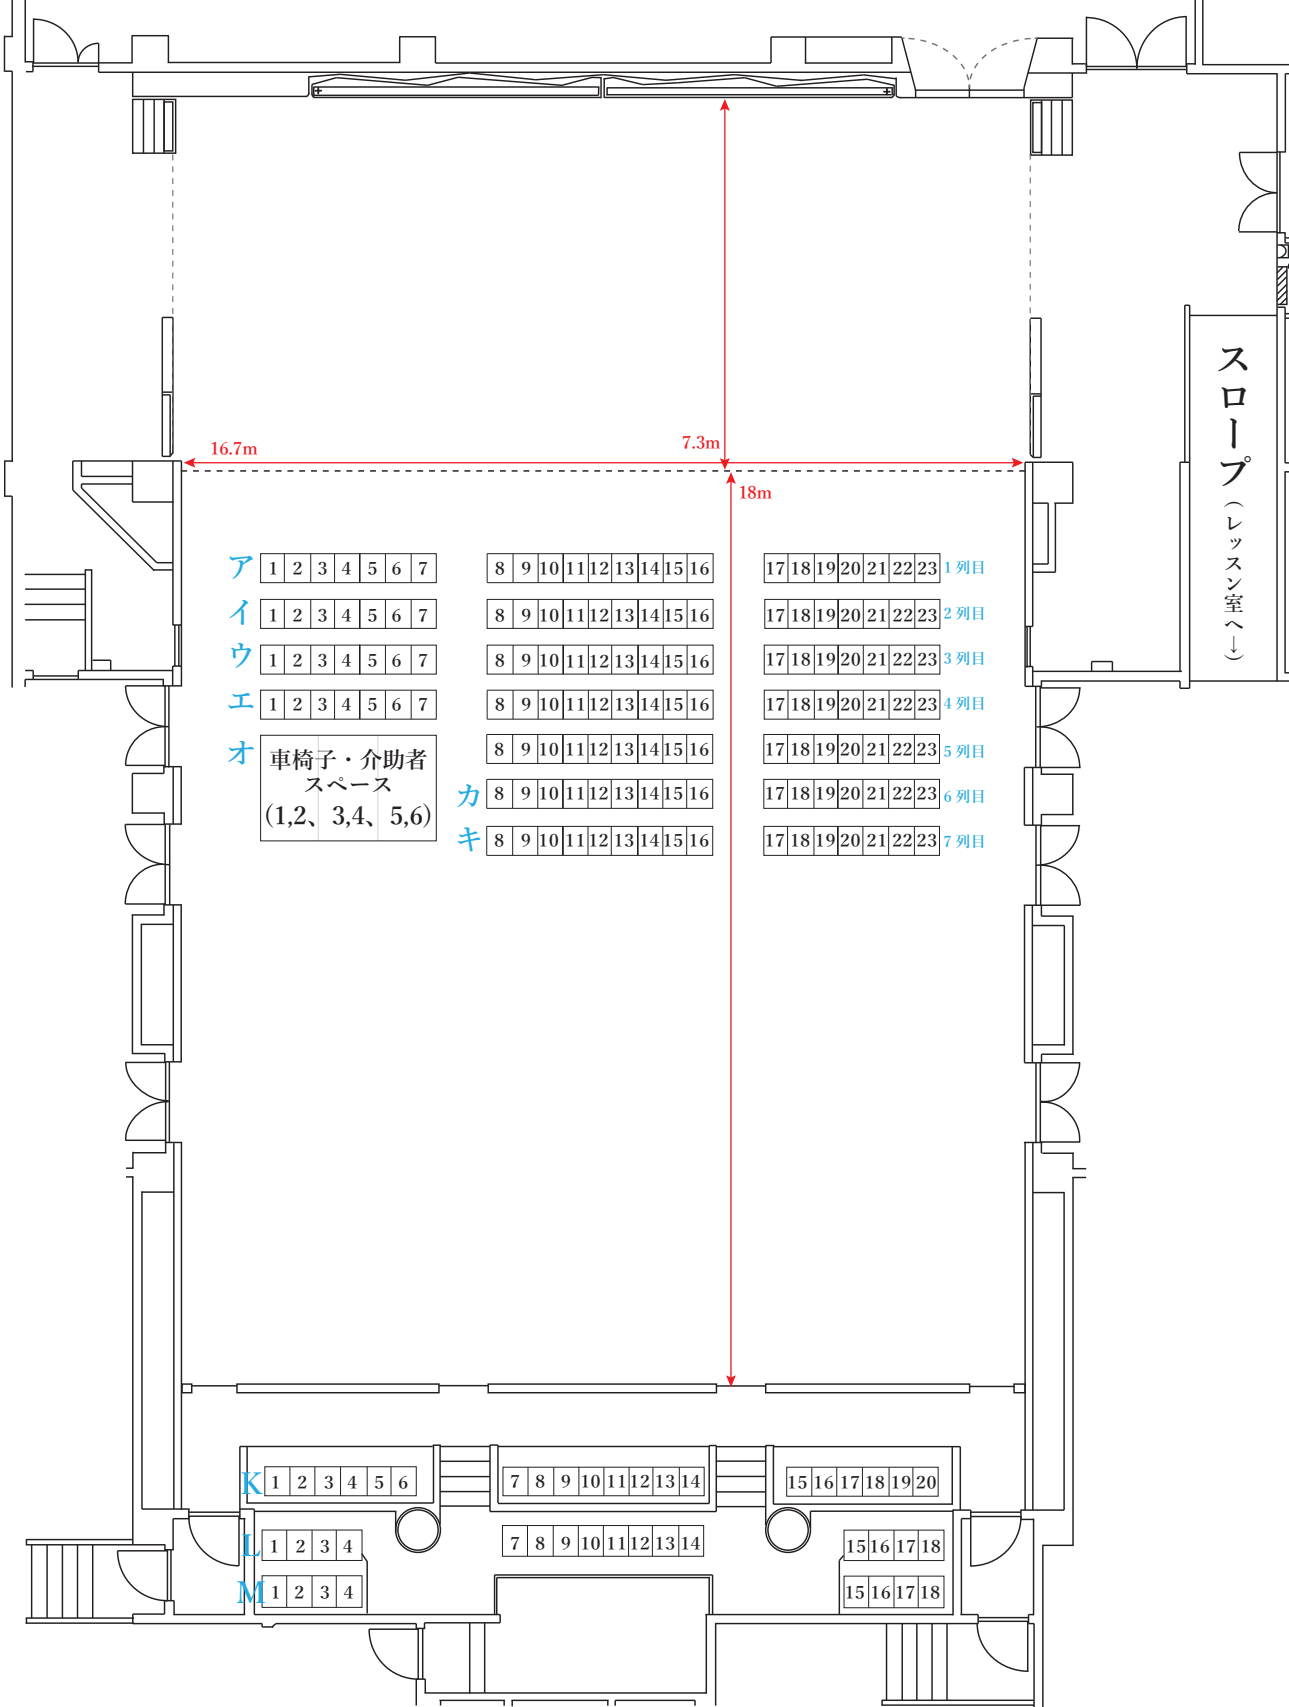 16.7m
7.3m
18m
スロープ(レッスン室へ→)
ア 1 2 3 4 5 6 7 8 9 10 11 12 13 14 15 16 17 18 19 20 21 22 23 1列目
イ 1 2 3 4 5 6 7 8 9 10 11 12 13 14 15 16 17 18 19 20 21 22 23 2列目
ウ 1 2 3 4 5 6 7 8 9 10 11 12 13 14 15 16 17 18 19 20 21 22 23 3列目
エ 1 2 3 4 5 6 7 8 9 10 11 12 13 14 15 16 17 18 19 20 21 22 23 4列目
オ 8 9 10 11 12 13 14 15 16 17 18 19 20 21 22 23 5列目
車椅子・介助者
スペース
(1,2、3,4、5,6)
カ 8 9 10 11 12 13 14 15 16 17 18 19 20 21 22 23 6列目
キ 8 9 10 11 12 13 14 15 16 17 18 19 20 21 22 23 7列目
K 1 2 3 4 5 6 7 8 9 10 11 12 13 14 15 16 17 18 19 20
L 1 2 3 4 7 8 9 10 11 12 13 14 15 16 17 18
M 1 2 3 4 15 16 17 18